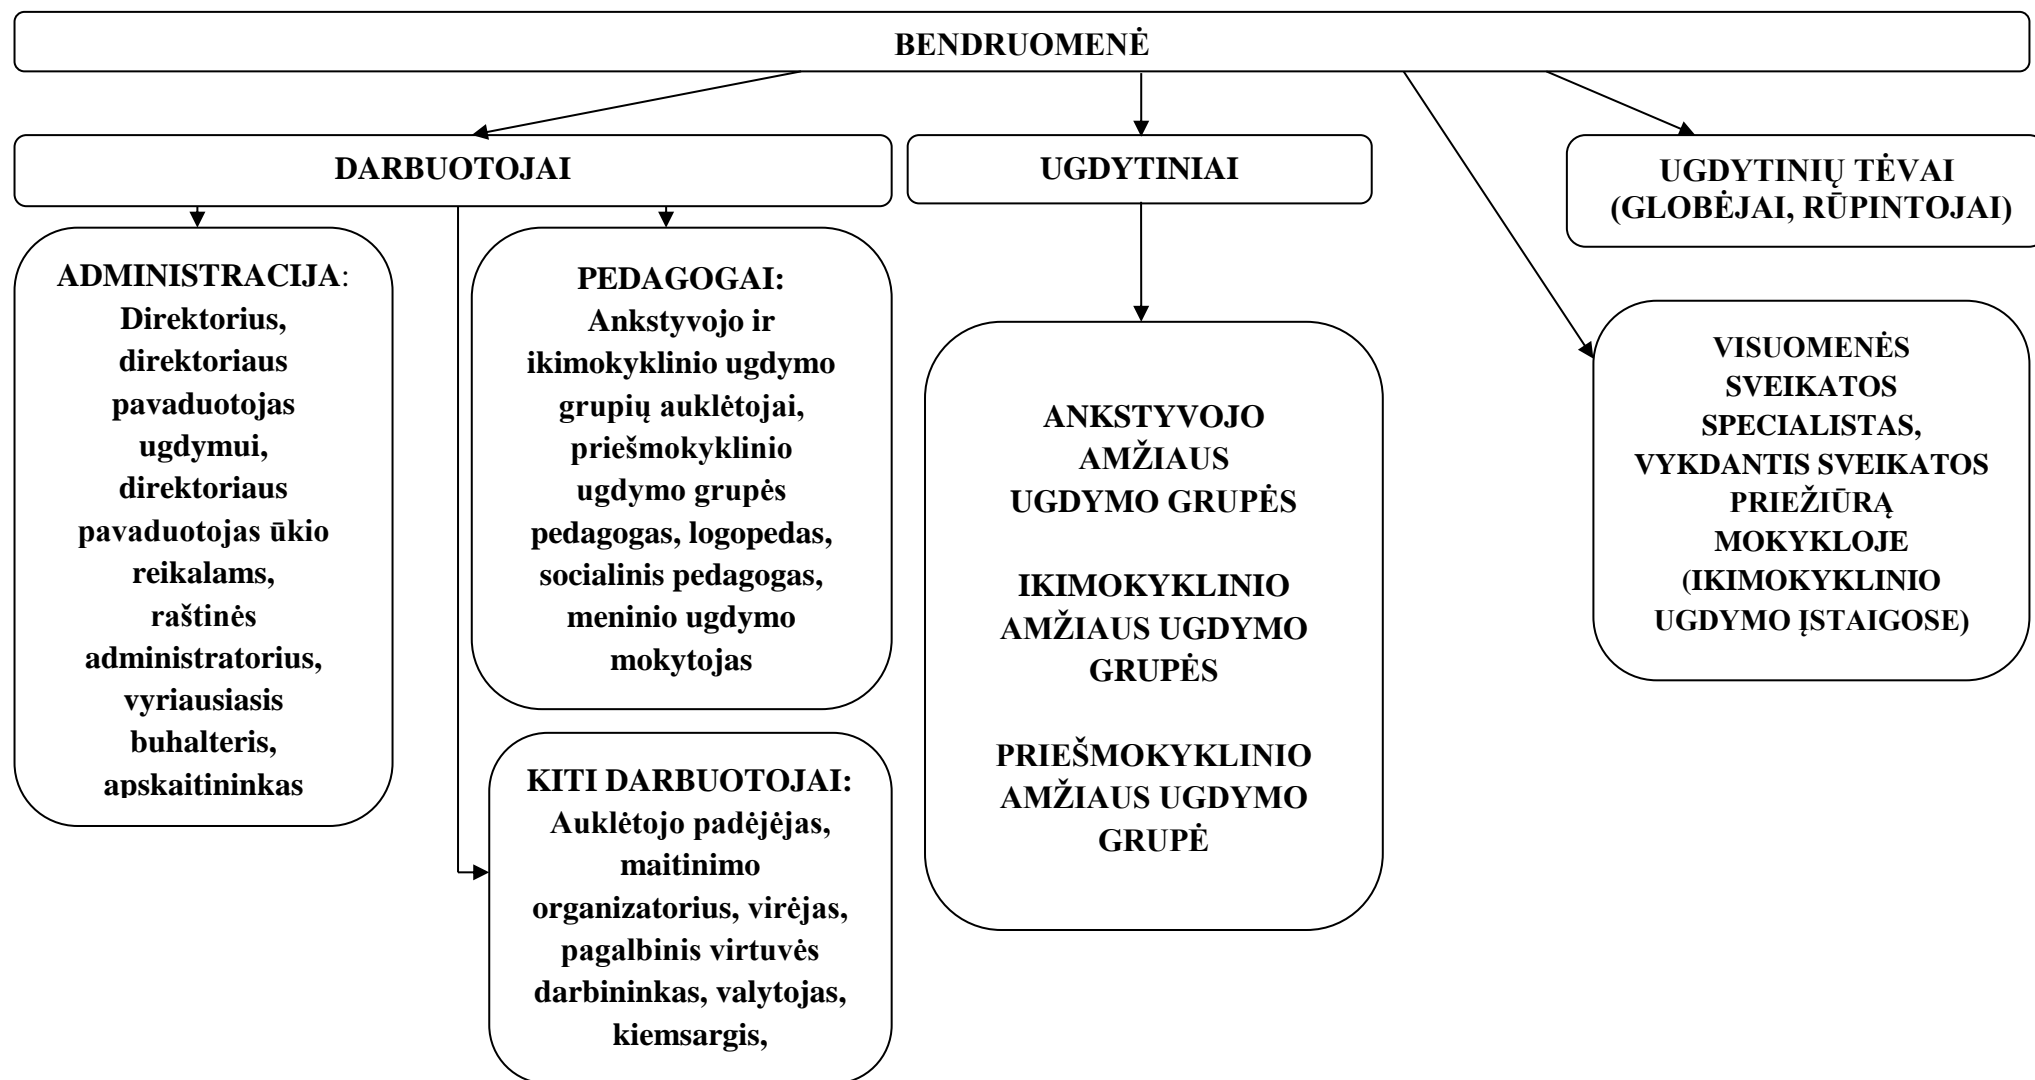 BENDRUOMENĖ
DARBUOTOJAI
UGDYTINIAI
UGDYTINIŲ TĖVAI
(GLOBĖJAI, RŪPINTOJAI)
ADMINISTRACIJA:
Direktorius,
direktoriaus
pavaduotojas
ugdymui,
direktoriaus
pavaduotojas ūkio
reikalams,
raštinės
administratorius,
vyriausiasis
buhalteris,
apskaitininkas
PEDAGOGAI:
Ankstyvojo ir
ikimokyklinio ugdymo
grupių auklėtojai,
priešmokyklinio
ugdymo grupės
pedagogas, logopedas,
socialinis pedagogas,
meninio ugdymo
mokytojas
KITI DARBUOTOJAI:
Auklėtojo padėjėjas,
maitinimo
organizatorius, virėjas,
pagalbinis virtuvės
darbininkas, valytojas,
kiemsargis,
ANKSTYVOJO
AMŽIAUS
UGDYMO GRUPĖS
IKIMOKYKLINIO
AMŽIAUS UGDYMO
GRUPĖS
PRIEŠMOKYKLINIO
AMŽIAUS UGDYMO
GRUPĖ
VISUOMENĖS
SVEIKATOS
SPECIALISTAS,
VYKDANTIS SVEIKATOS
PRIEŽIŪRĄ
MOKYKLOJE
(IKIMOKYKLINIO
UGDYMO ĮSTAIGOSE)